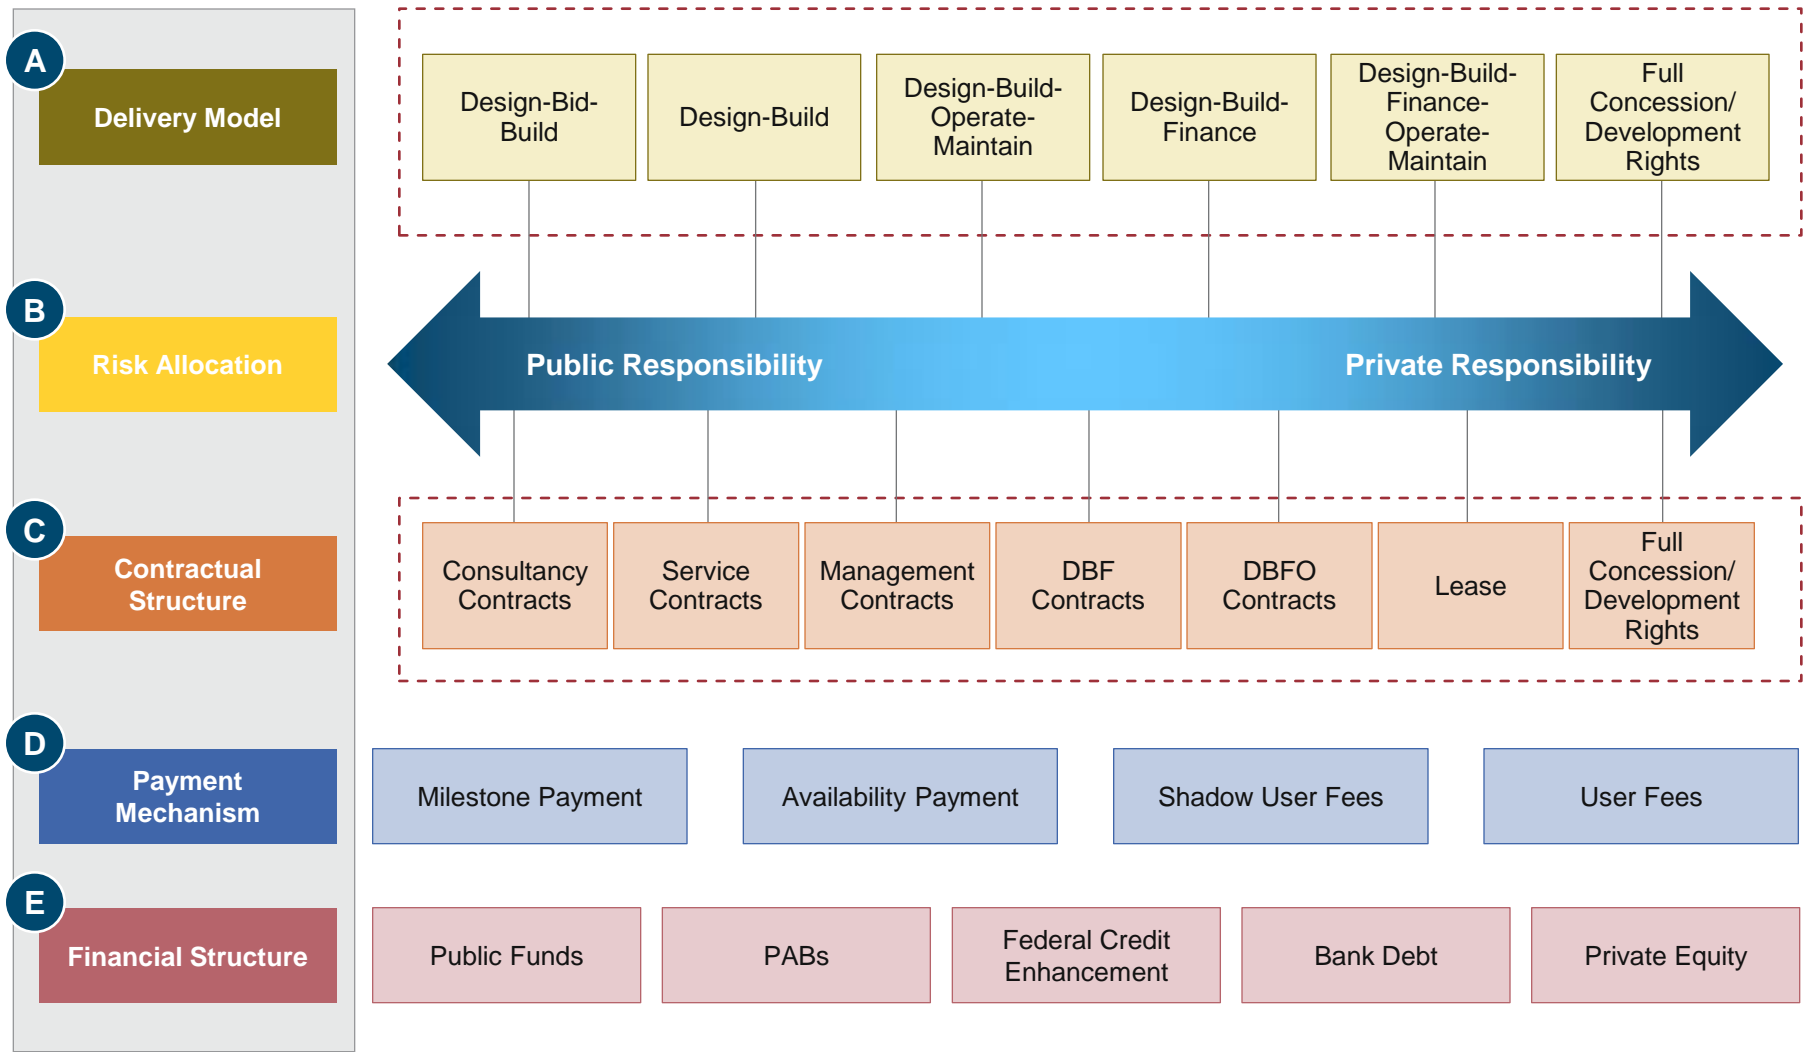 A
Delivery Model
Design-Bid-
Build
Design-Build
Design-Build-
Operate-
Maintain
Design-Build-
Finance
Design-Build-
Finance-
Operate-
Maintain
Full
Concession/
Development
Rights
B
Risk Allocation
Public Responsibility
Private Responsibility
C
Contractual
Structure
Consultancy
Contracts
Service
Contracts
Management
Contracts
DBF
Contracts
DBFO
Contracts
Lease
Full
Concession/
Development
Rights
D
Payment
Mechanism
Milestone Payment
Availability Payment
Shadow User Fees
User Fees
E
Financial Structure
Public Funds
PABs
Federal Credit
Enhancement
Bank Debt
Private Equity